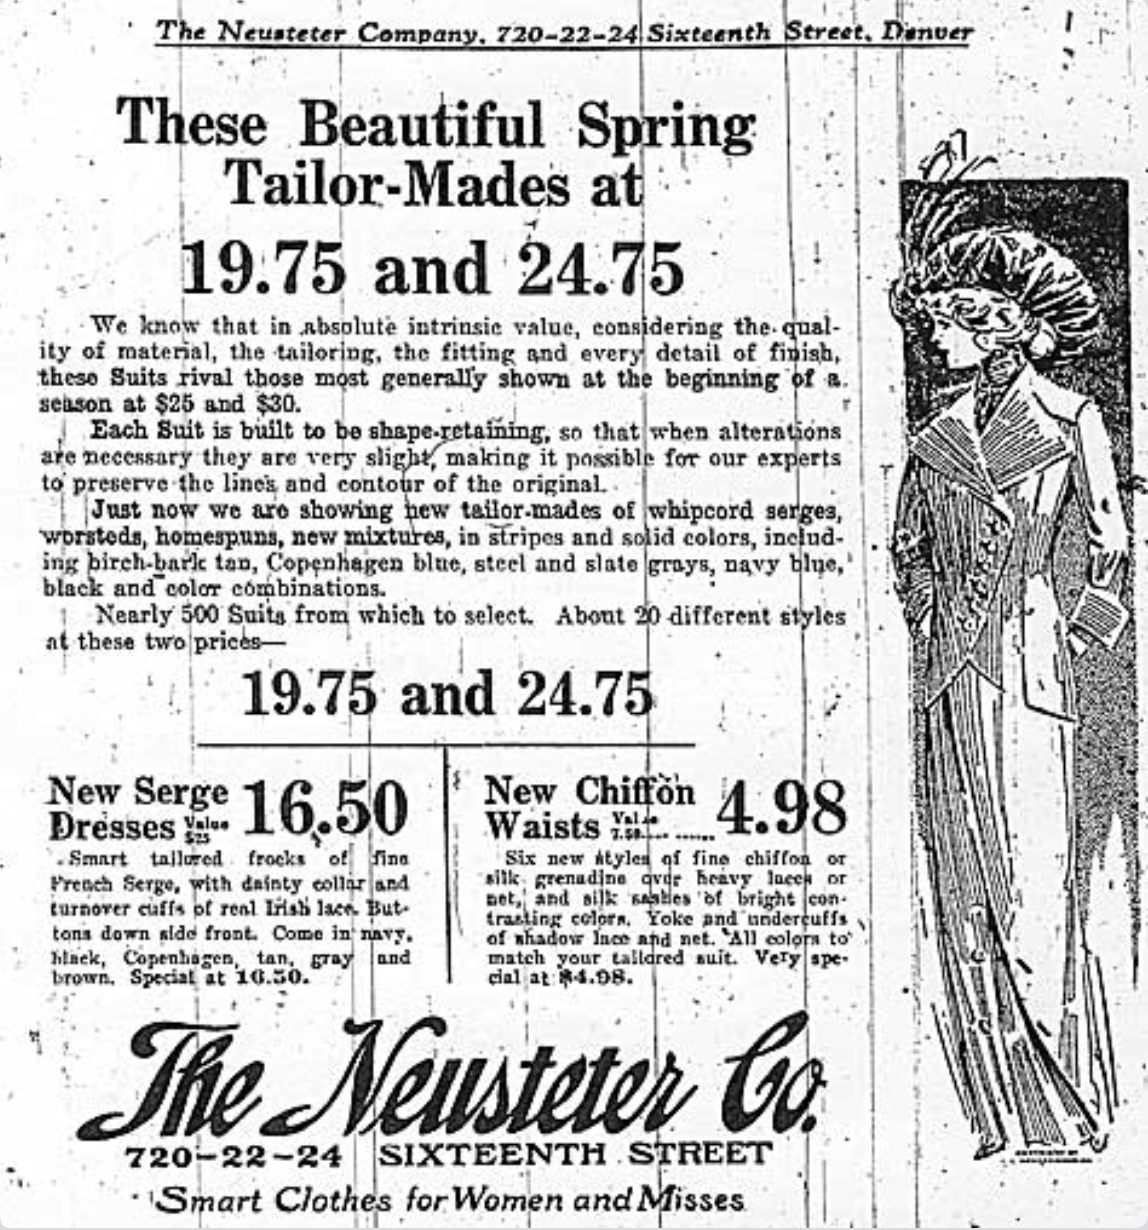 The Neusteter Company, 720-22-24 Sixteenth Street, Denver
These Beautiful Spring
Tailor-Mades at
19.75 and 24.75
We know that in absolute intrinsic value, considering the qual-
ity of material, the tailoring, the fitting and every detail of finish,
these Suits rival those most generally shown at the beginning of a
season at $25 and $30.
Each Suit is built to be shape-retaining, so that when alterations
are necessary they are very slight, making it possible for our experts
to preserve the lines and contour of the original.
Just now we are showing new tailor-mades of whipcord serges,
worsteds, homespuns, new mixtures, in stripes and solid colors, includ-
ing birch-bark tan, Copenhagen blue, steel and slate grays, navy blue,
black and color combinations.
Nearly 500 Suits from which to select. About 20 different styles
at these two prices—
19.75 and 24.75
New Serge
Dresses Value $25 16.50
Smart tailored frocks of fine
French Serge, with dainty collar and
turnover cuffs of real Irish lace. But-
tons down side front. Come in navy,
black, Copenhagen, tan, gray and
brown. Special at 16.50.
New Chiffon
Waists Value 7.50 4.98
Six new styles of fine chiffon or
silk grenadine over heavy laces or
net, and silk sashes of bright con-
trasting colors. Yoke and undercuffs
of shadow lace and net. All colors to
match your tailored suit. Very spe-
cial at $4.98.
The Neusteter Co.
720-22-24 SIXTEENTH STREET
Smart Clothes for Women and Misses